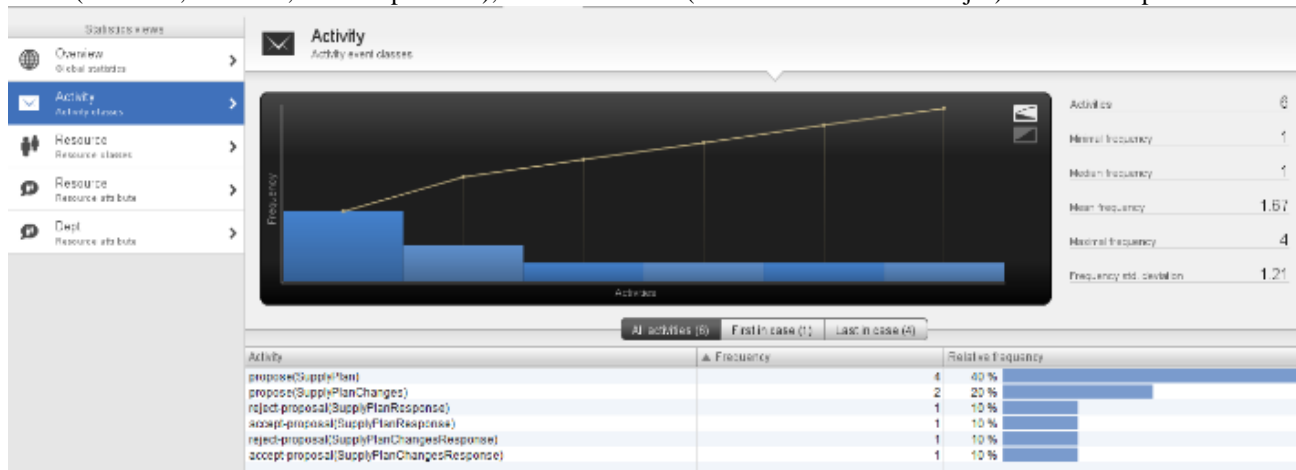 Statistics views
Overview
Global statistics
Activity
Activity classes
Resource
Resource classes
Resource
Resource attribute
Dept
Resource attribute
Activity
Activity event classes
Frequency
Activities
Activities 6
Minimal frequency 1
Median frequency 1
Mean frequency 1.67
Maximal frequency 4
Frequency std. deviation 1.21
All activities (6) First in case (1) Last in case (4)
Activity Frequency Relative frequency
propose(SupplyPlan) 4 40 %
propose(SupplyPlanChanges) 2 20 %
reject-proposal(SupplyPlanResponse) 1 10 %
accept-proposal(SupplyPlanResponse) 1 10 %
reject-proposal(SupplyPlanChangesResponse) 1 10 %
accept-proposal(SupplyPlanChangesResponse) 1 10 %